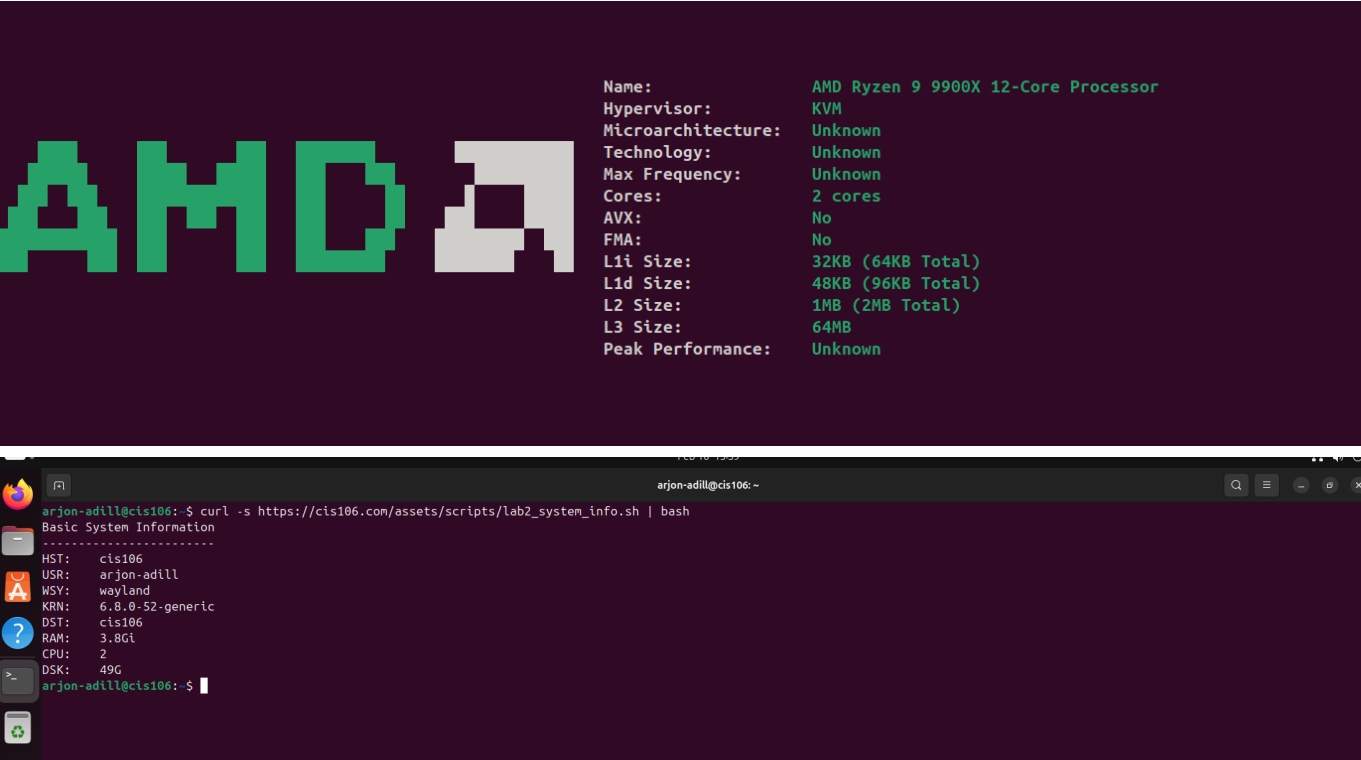 AMD
Name: AMD Ryzen 9 9900X 12-Core Processor
Hypervisor: KVM
Microarchitecture: Unknown
Technology: Unknown
Max Frequency: Unknown
Cores: 2 cores
AVX: No
FMA: No
L1i Size: 32KB (64KB Total)
L1d Size: 48KB (96KB Total)
L2 Size: 1MB (2MB Total)
L3 Size: 64MB
Peak Performance: Unknown
arjon-adill@cis106: ~
arjon-adill@cis106:~$ curl -s https://cis106.com/assets/scripts/lab2_system_info.sh | bash
Basic System Information
------------------------
HST: cis106
USR: arjon-adill
WSY: wayland
KRN: 6.8.0-52-generic
DST: cis106
RAM: 3.8Gi
CPU: 2
DSK: 49G
arjon-adill@cis106:~$